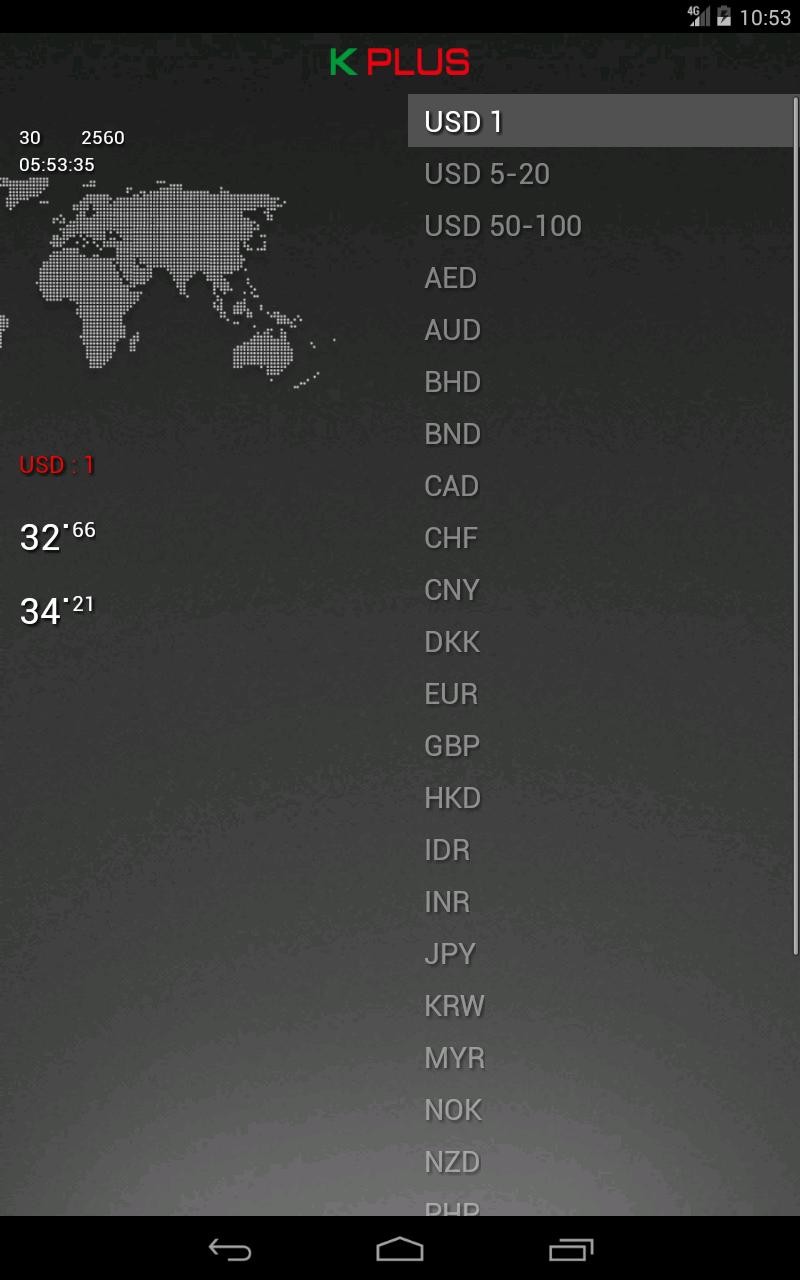 4G 10:53
K PLUS
30 2560
05:53:35
USD : 1
32.66
34.21
USD 1
USD 5-20
USD 50-100
AED
AUD
BHD
BND
CAD
CHF
CNY
DKK
EUR
GBP
HKD
IDR
INR
JPY
KRW
MYR
NOK
NZD
PHP